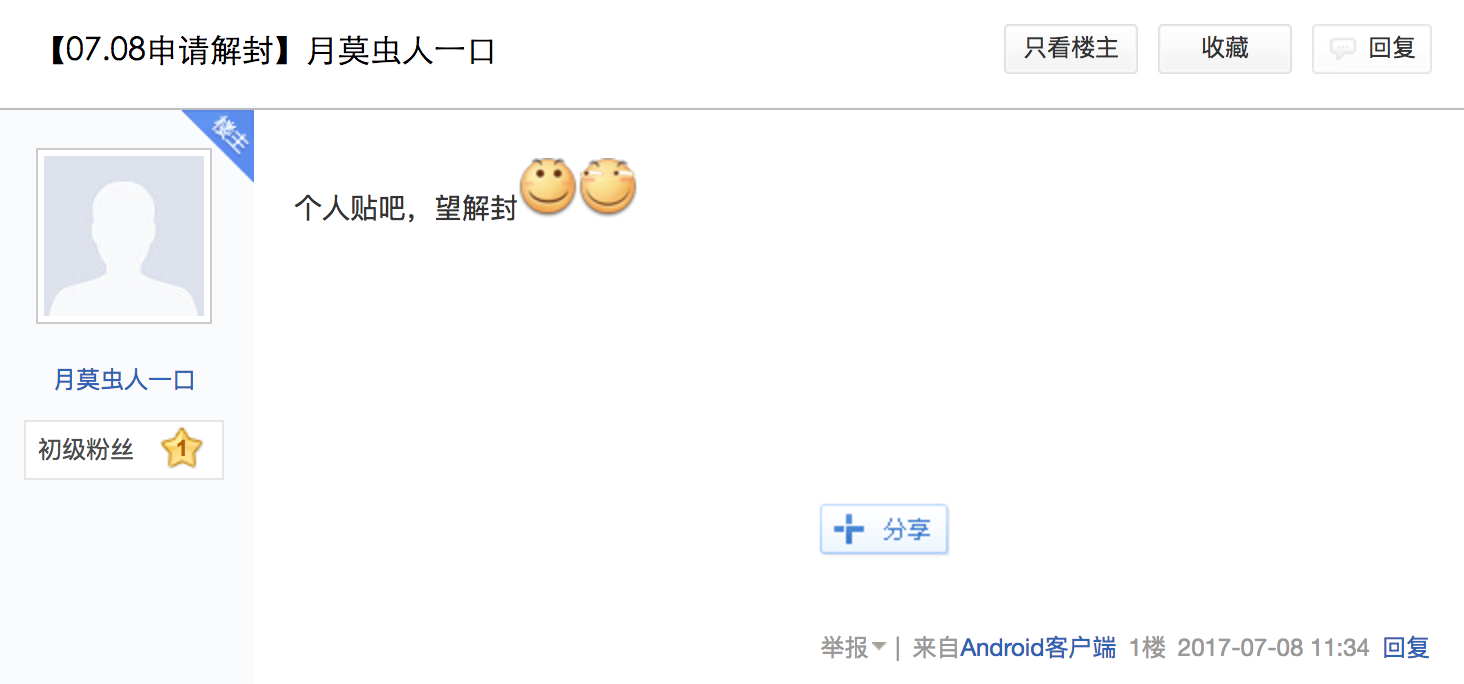 【07.08申请解封】月莫虫人一口
只看楼主
收藏
回复
楼主
个人贴吧，望解封
月莫虫人一口
初级粉丝 1
分享
举报 | 来自Android客户端 1楼 2017-07-08 11:34 回复